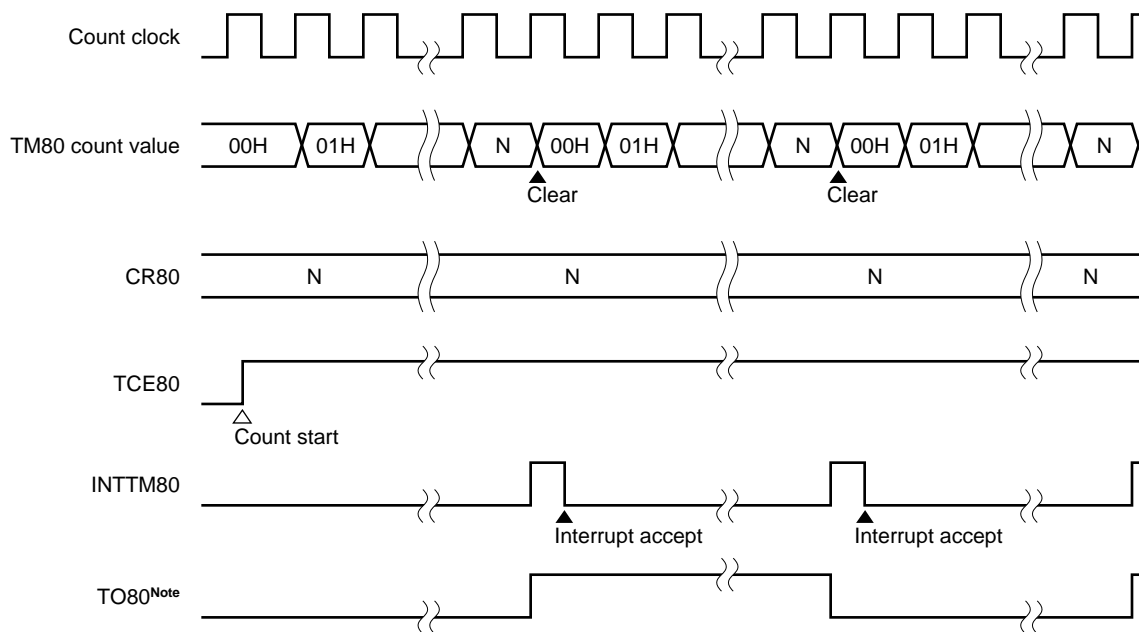 Count clock
TM80 count value 00H 01H N 00H 01H N 00H 01H N
Clear Clear
CR80 N N N N
TCE80
Count start
INTTM80
Interrupt accept Interrupt accept
TO80Note